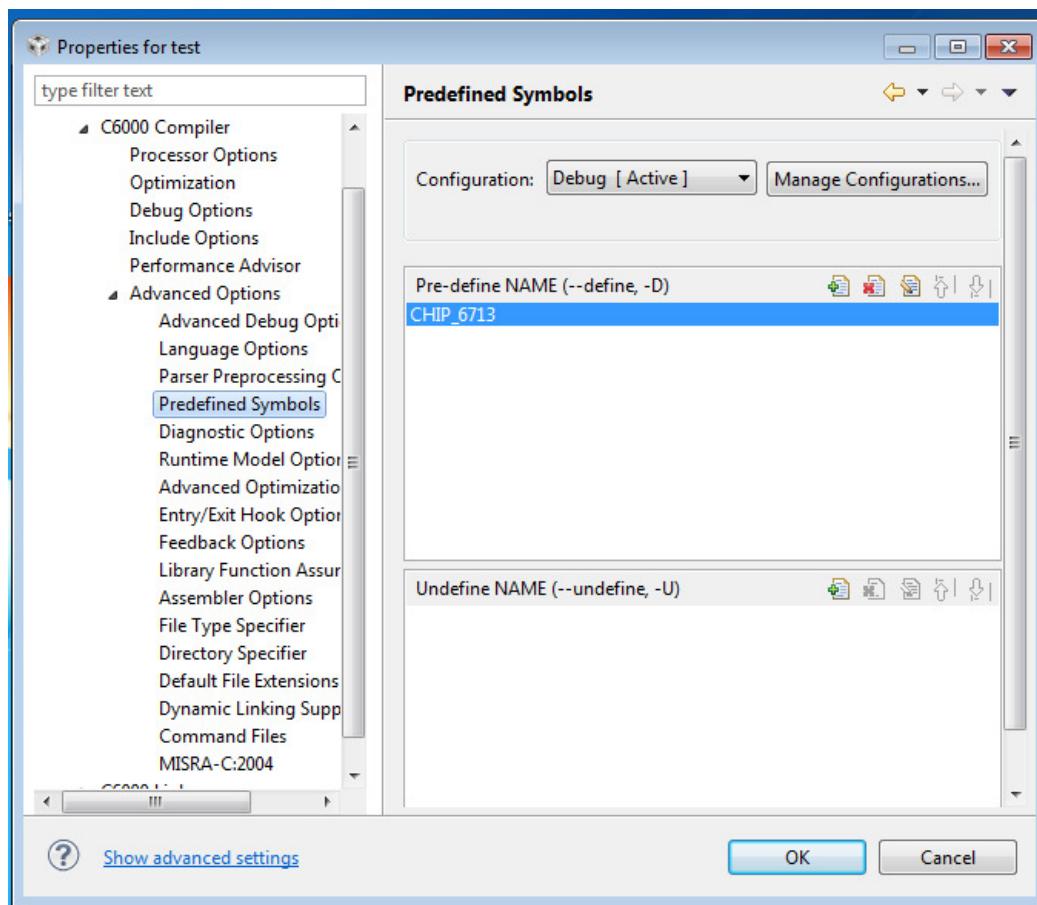 Properties for test
type filter text
C6000 Compiler
Processor Options
Optimization
Debug Options
Include Options
Performance Advisor
Advanced Options
Advanced Debug Opti
Language Options
Parser Preprocessing C
Predefined Symbols
Diagnostic Options
Runtime Model Option
Advanced Optimizatio
Entry/Exit Hook Option
Feedback Options
Library Function Assur
Assembler Options
File Type Specifier
Directory Specifier
Default File Extensions
Dynamic Linking Supp
Command Files
MISRA-C:2004
Predefined Symbols
Configuration: Debug [ Active ] Manage Configurations...
Pre-define NAME (--define, -D)
CHIP_6713
Undefine NAME (--undefine, -U)
? Show advanced settings
OK Cancel